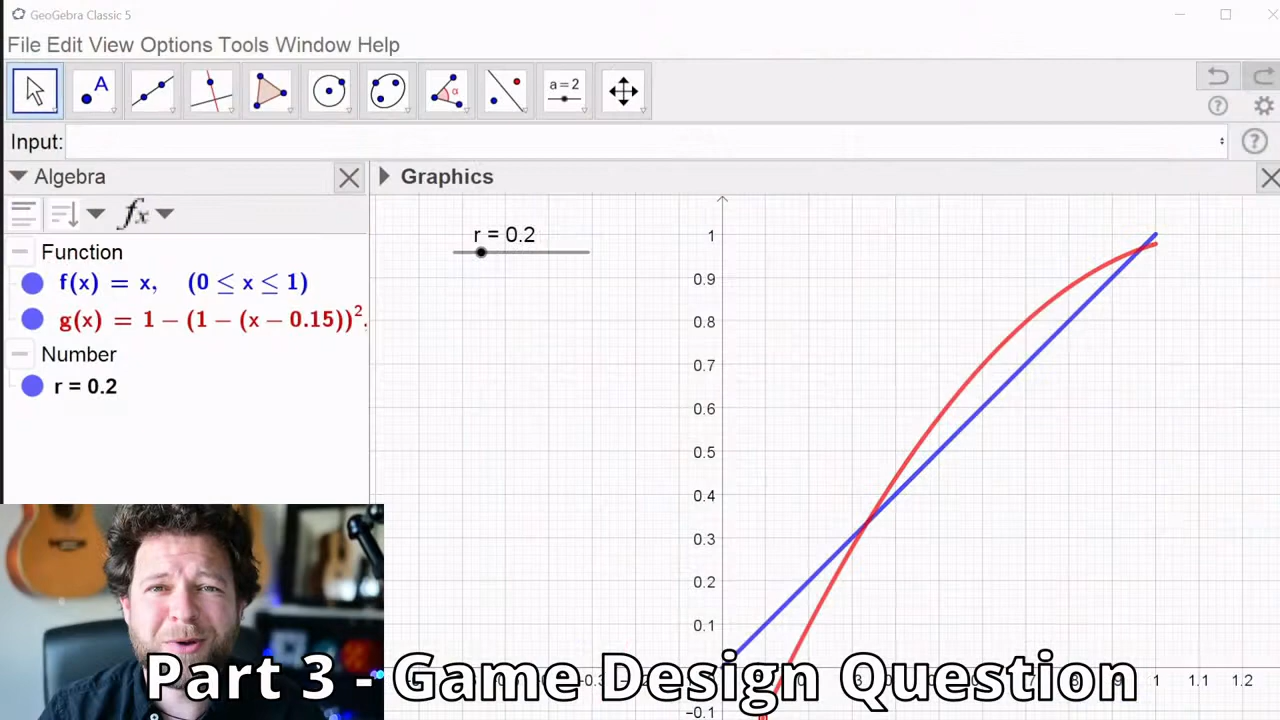 GeoGebra Classic 5
File Edit View Options Tools Window Help
A
α
a=2
Input:
Algebra
Graphics
fx
Function
f(x) = x, (0 ≤ x ≤ 1)
g(x) = 1 − (1 − (x − 0.15))²
Number
r = 0.2
r = 0.2
1
0.9
0.8
0.7
0.6
0.5
0.4
0.3
0.2
0.1
-0.1
1 1.1 1.2
Part 3 - Game Design Question